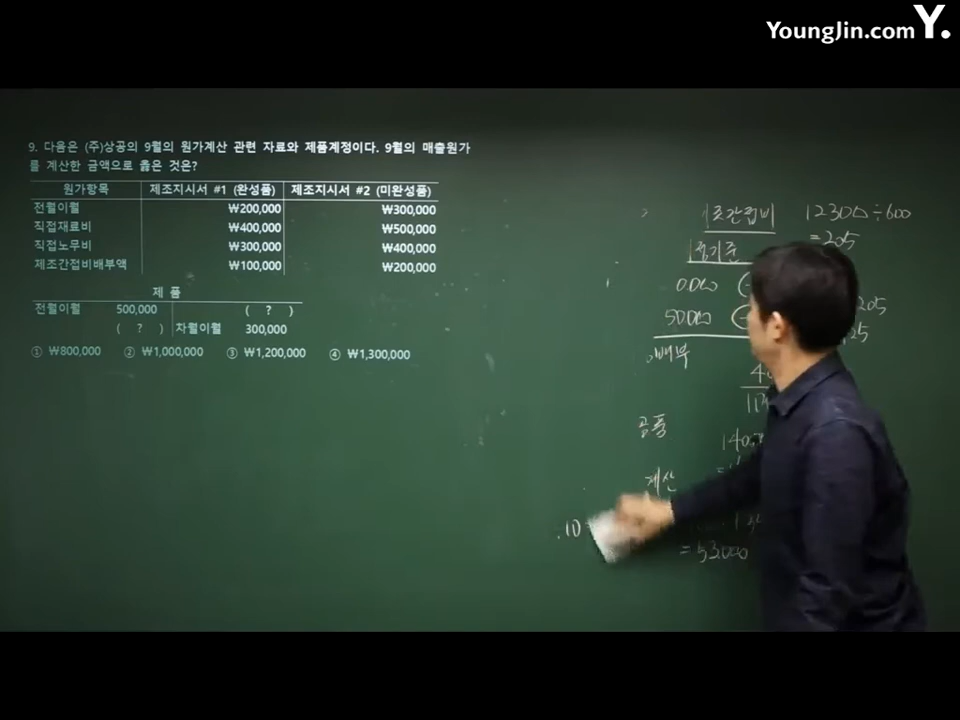 YoungJin.com Y.
9. 다음은 (주)상공의 9월의 원가계산 관련 자료와 제품계정이다. 9월의 매출원가
를 계산한 금액으로 옳은 것은?
원가항목 제조지시서 #1 (완성품) 제조지시서 #2 (미완성품)
전월이월 ₩200,000 ₩300,000
직접재료비 ₩400,000 ₩500,000
직접노무비 ₩300,000 ₩400,000
제조간접비배부액 ₩100,000 ₩200,000
제 품
전월이월 500,000 ( ? )
( ? ) 차월이월 300,000
① ₩800,000 ② ₩1,000,000 ③ ₩1,200,000 ④ ₩1,300,000
간접비 12300 ÷600
= 205
배부
계산
= 53.000